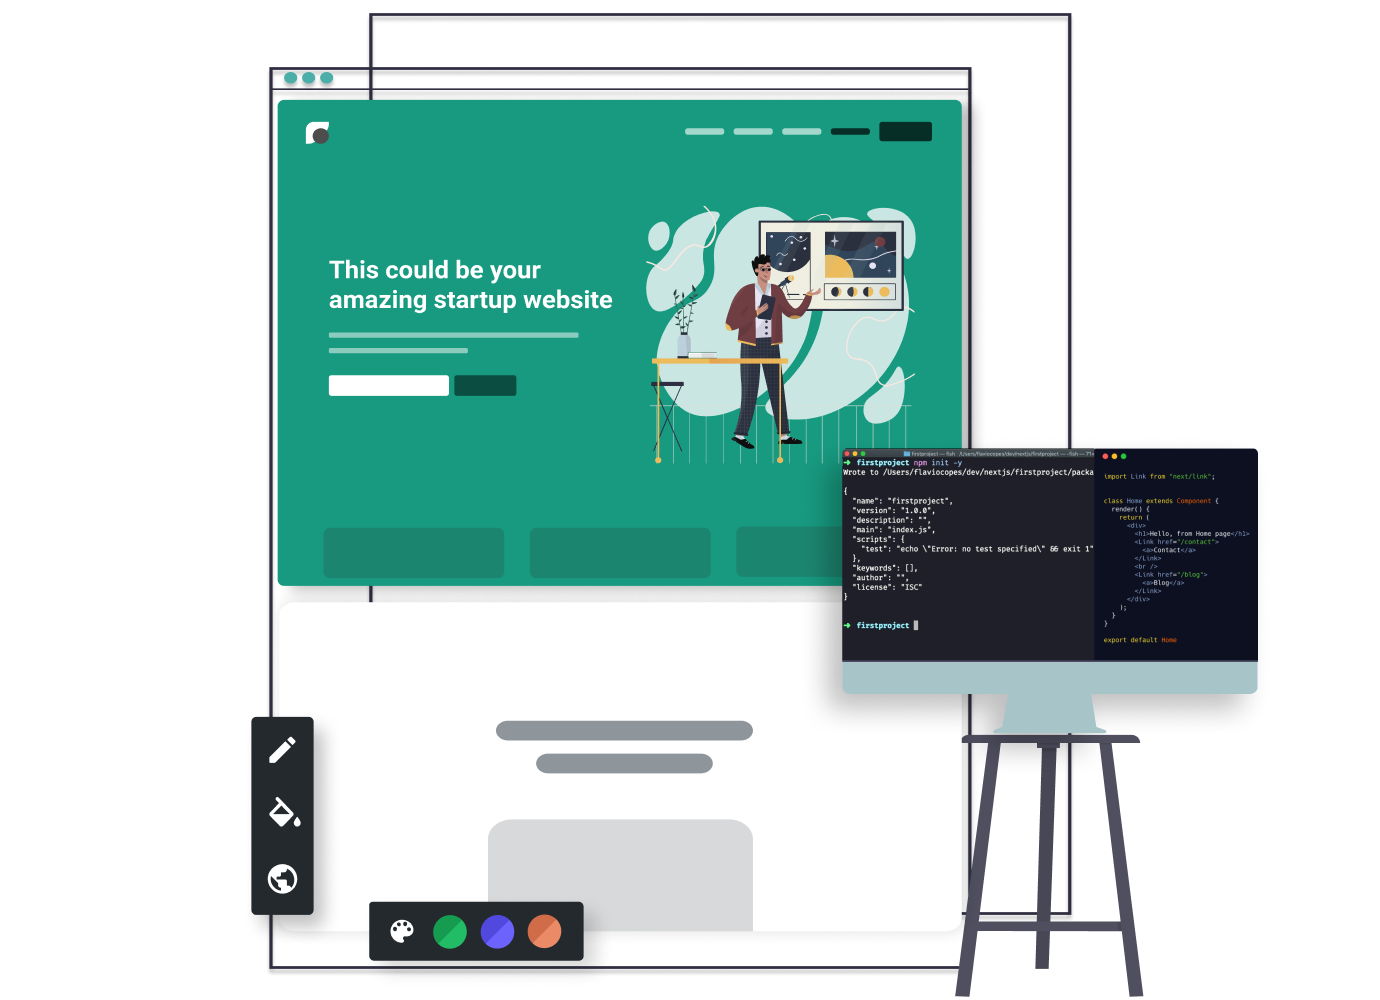 This could be your
amazing startup website
firstproject — fish  /Users/flaviocopes/dev/nextjs/firstproject — -fish — 71
➜ firstproject npm init -y
Wrote to /Users/flaviocopes/dev/nextjs/firstproject/packa
{
"name": "firstproject",
"version": "1.0.0",
"description": "",
"main": "index.js",
"scripts": {
"test": "echo \"Error: no test specified\" && exit 1"
},
"keywords": [],
"author": "",
"license": "ISC"
}
➜ firstproject
import Link from "next/link";
class Home extends Component {
render() {
return (
<div>
<h1>Hello, from Home page</h1>
<Link href="/contact">
<a>Contact</a>
</Link>
<br />
<Link href="/blog">
<a>Blog</a>
</Link>
</div>
);
}
}
export default Home